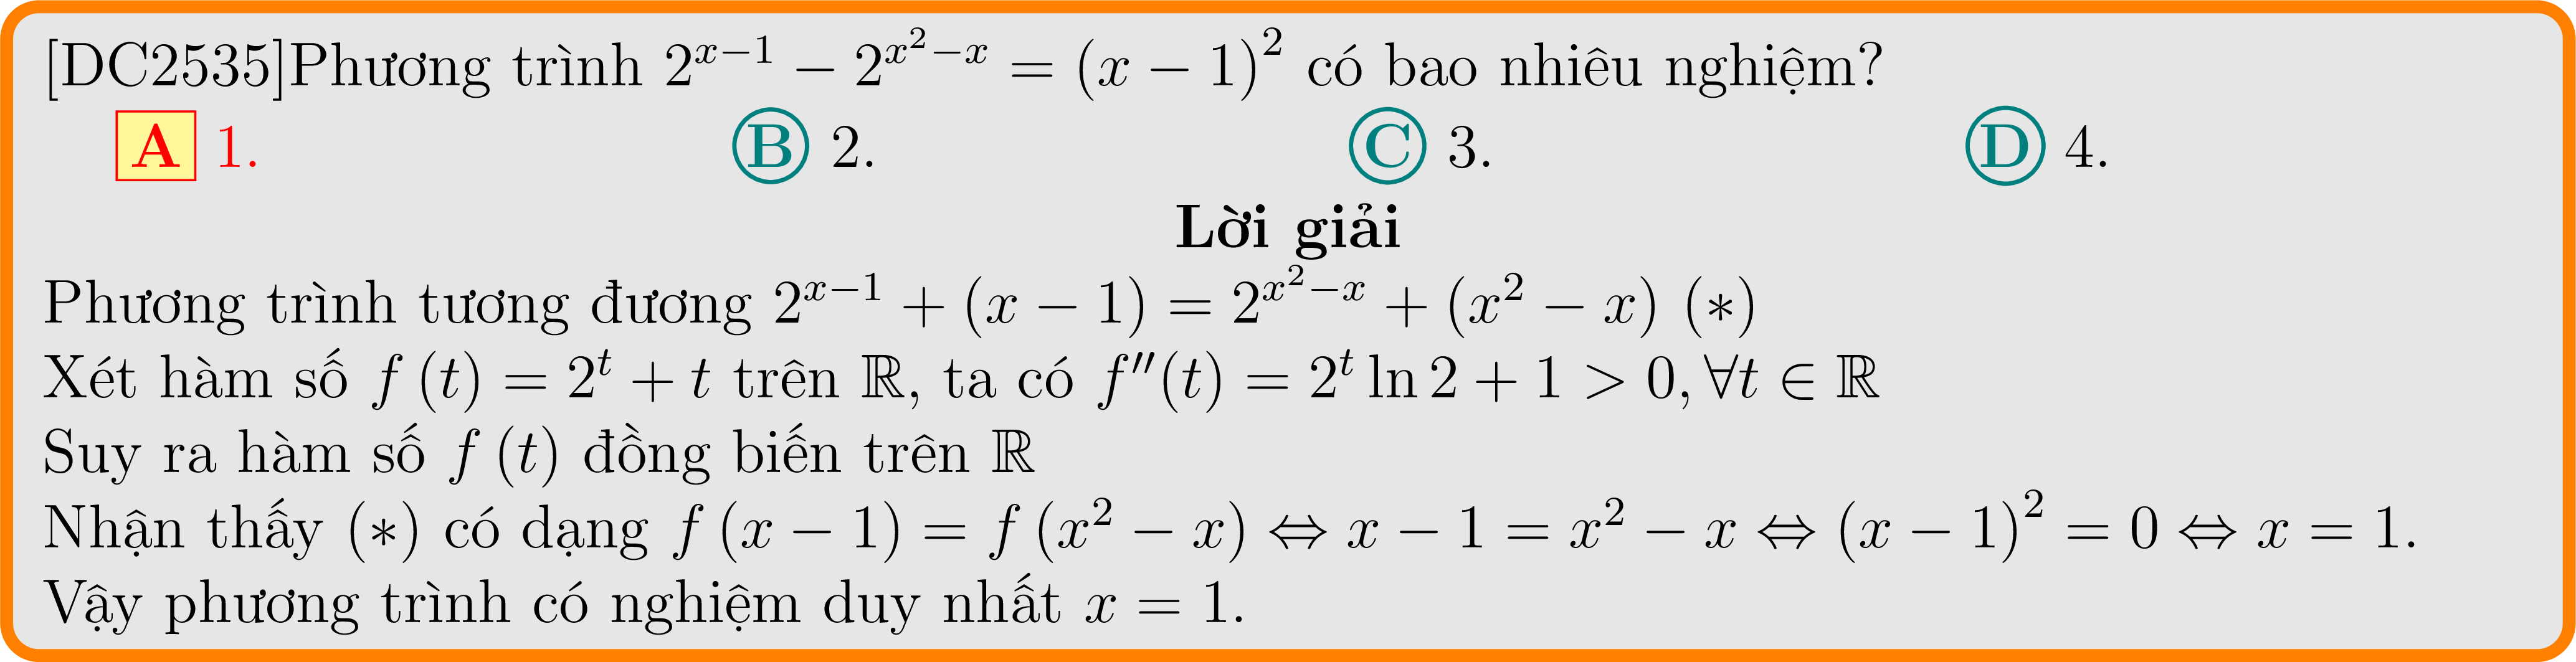 [DC2535]Phương trình $2^{x-1} - 2^{x^2-x} = (x-1)^2$ có bao nhiêu nghiệm?
A 1. B 2. C 3. D 4.
Lời giải
Phương trình tương đương $2^{x-1} + (x-1) = 2^{x^2-x} + (x^2-x)$ (∗)
Xét hàm số $f(t) = 2^t + t$ trên ℝ, ta có $f''(t) = 2^t \ln 2 + 1 > 0, \forall t \in ℝ$
Suy ra hàm số $f(t)$ đồng biến trên ℝ
Nhận thấy (∗) có dạng $f(x-1) = f(x^2-x) \Leftrightarrow x-1 = x^2-x \Leftrightarrow (x-1)^2 = 0 \Leftrightarrow x = 1.$
Vậy phương trình có nghiệm duy nhất $x = 1.$